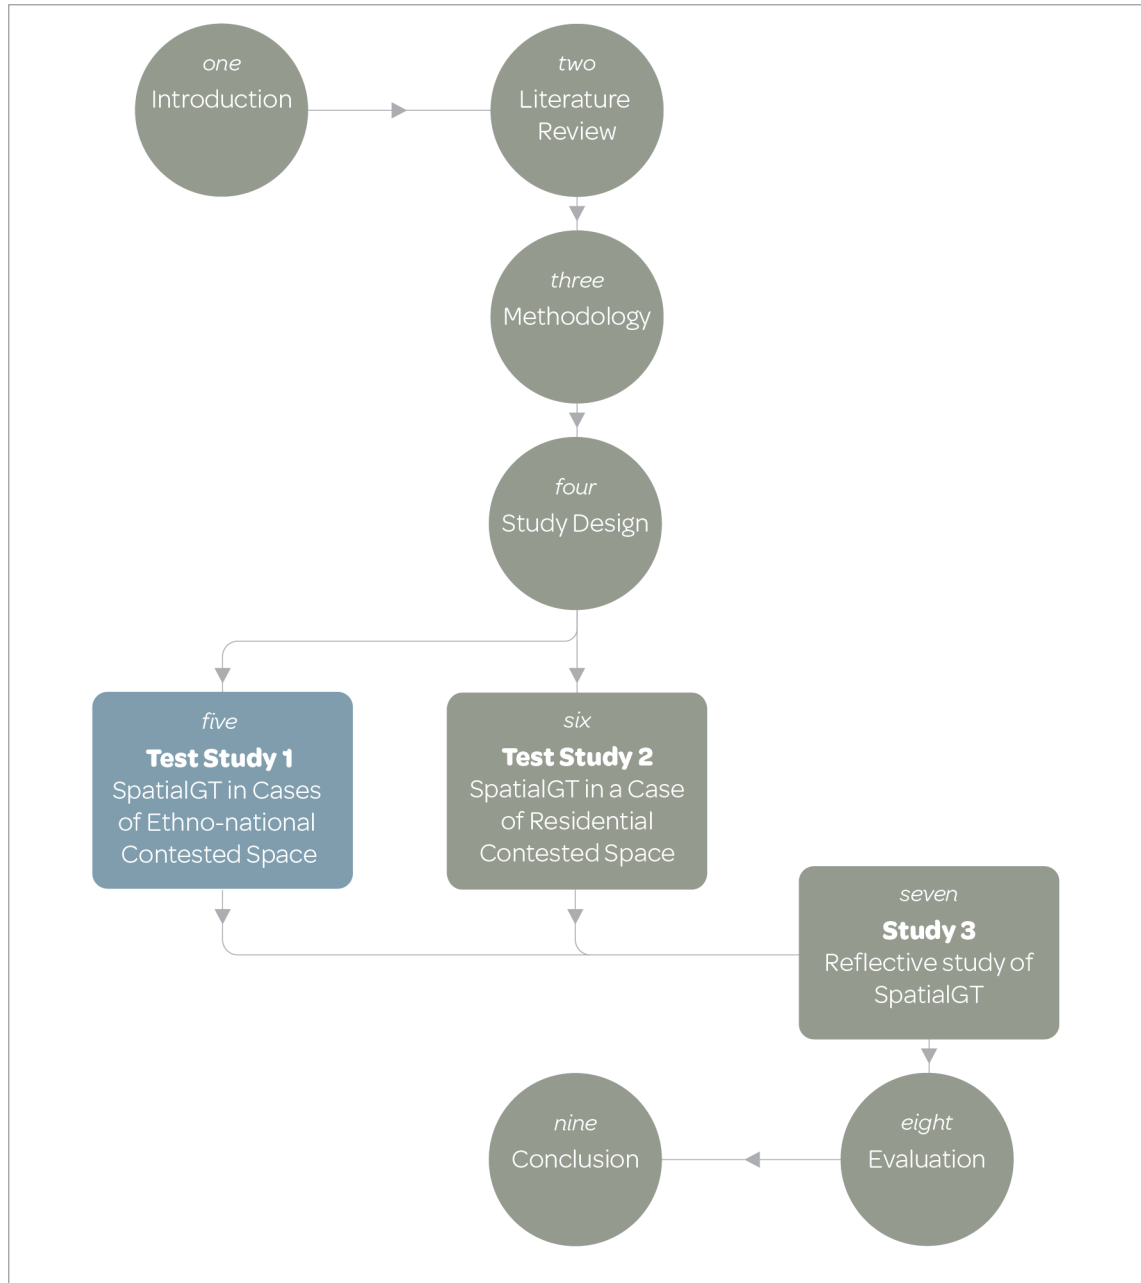 one
Introduction
two
Literature
Review
three
Methodology
four
Study Design
five
Test Study 1
SpatialGT in Cases
of Ethno-national
Contested Space
six
Test Study 2
SpatialGT in a Case
of Residential
Contested Space
seven
Study 3
Reflective study of
SpatialGT
eight
Evaluation
nine
Conclusion